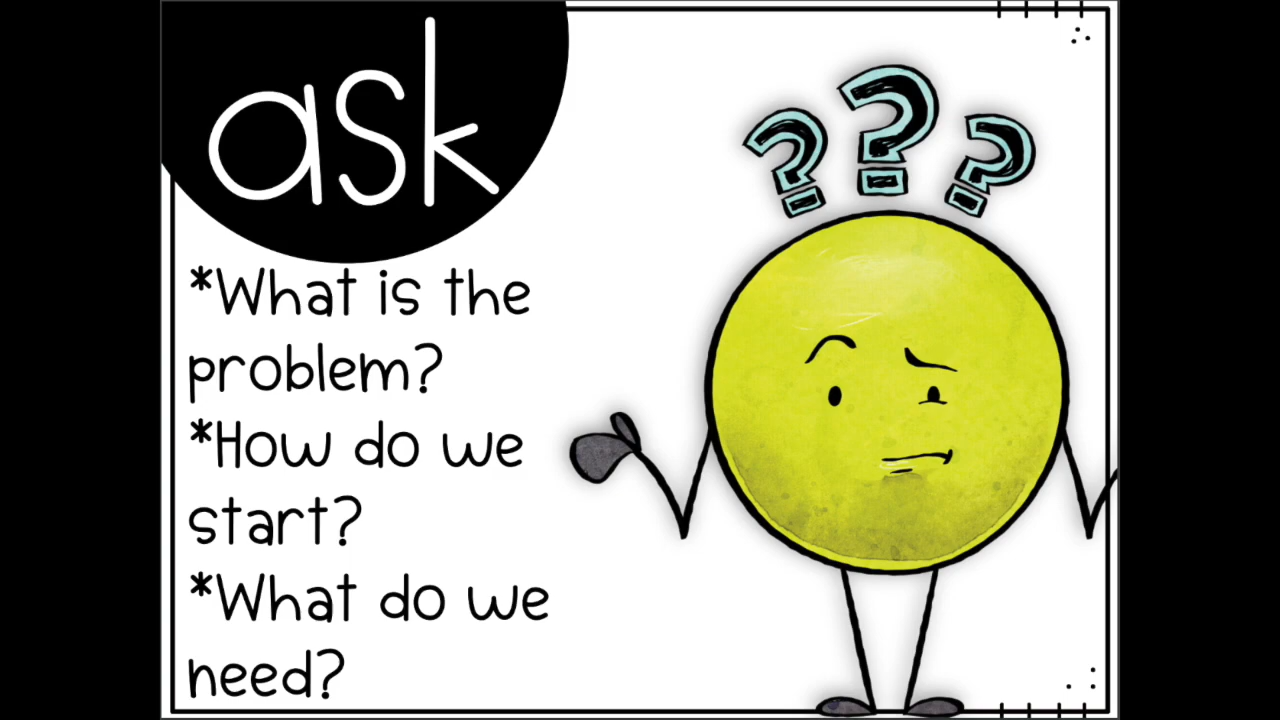 ask
*What is the
problem?
*How do we
start?
*What do we
need?
???